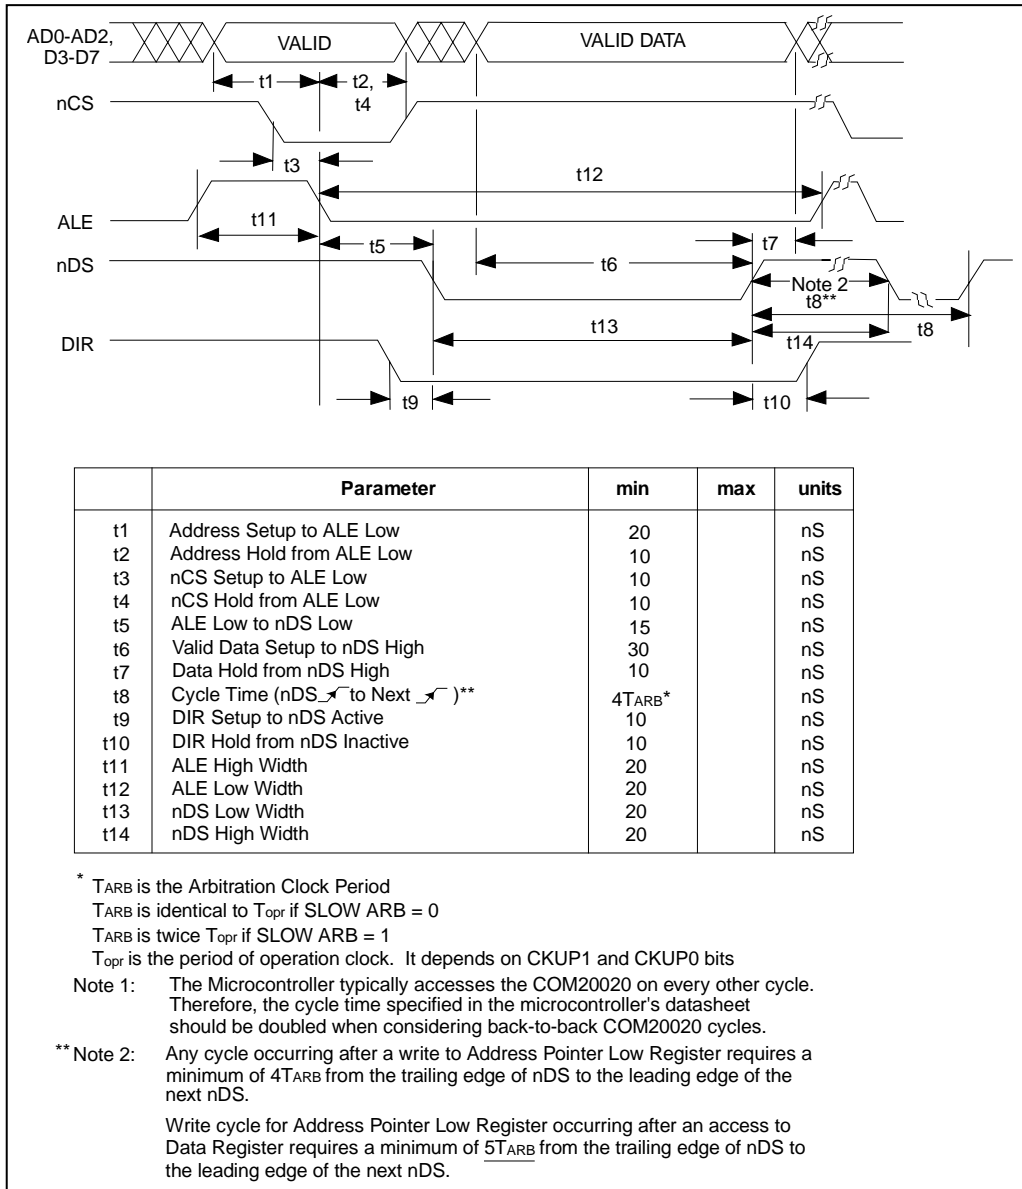 AD0-AD2,
D3-D7
VALID
VALID DATA
t1
t2,
t4
nCS
t3
t12
ALE
t11
t5
t7
nDS
t6
Note 2
t8**
t13
t8
DIR
t14
t9
t10
Parameter min max units
t1 Address Setup to ALE Low 20 nS
t2 Address Hold from ALE Low 10 nS
t3 nCS Setup to ALE Low 10 nS
t4 nCS Hold from ALE Low 10 nS
t5 ALE Low to nDS Low 15 nS
t6 Valid Data Setup to nDS High 30 nS
t7 Data Hold from nDS High 10 nS
t8 Cycle Time (nDS to Next )** 4TARB* nS
t9 DIR Setup to nDS Active 10 nS
t10 DIR Hold from nDS Inactive 10 nS
t11 ALE High Width 20 nS
t12 ALE Low Width 20 nS
t13 nDS Low Width 20 nS
t14 nDS High Width 20 nS
* TARB is the Arbitration Clock Period
TARB is identical to Topr if SLOW ARB = 0
TARB is twice Topr if SLOW ARB = 1
Topr is the period of operation clock. It depends on CKUP1 and CKUP0 bits
Note 1: The Microcontroller typically accesses the COM20020 on every other cycle.
Therefore, the cycle time specified in the microcontroller's datasheet
should be doubled when considering back-to-back COM20020 cycles.
** Note 2: Any cycle occurring after a write to Address Pointer Low Register requires a
minimum of 4TARB from the trailing edge of nDS to the leading edge of the
next nDS.
Write cycle for Address Pointer Low Register occurring after an access to
Data Register requires a minimum of 5TARB from the trailing edge of nDS to
the leading edge of the next nDS.